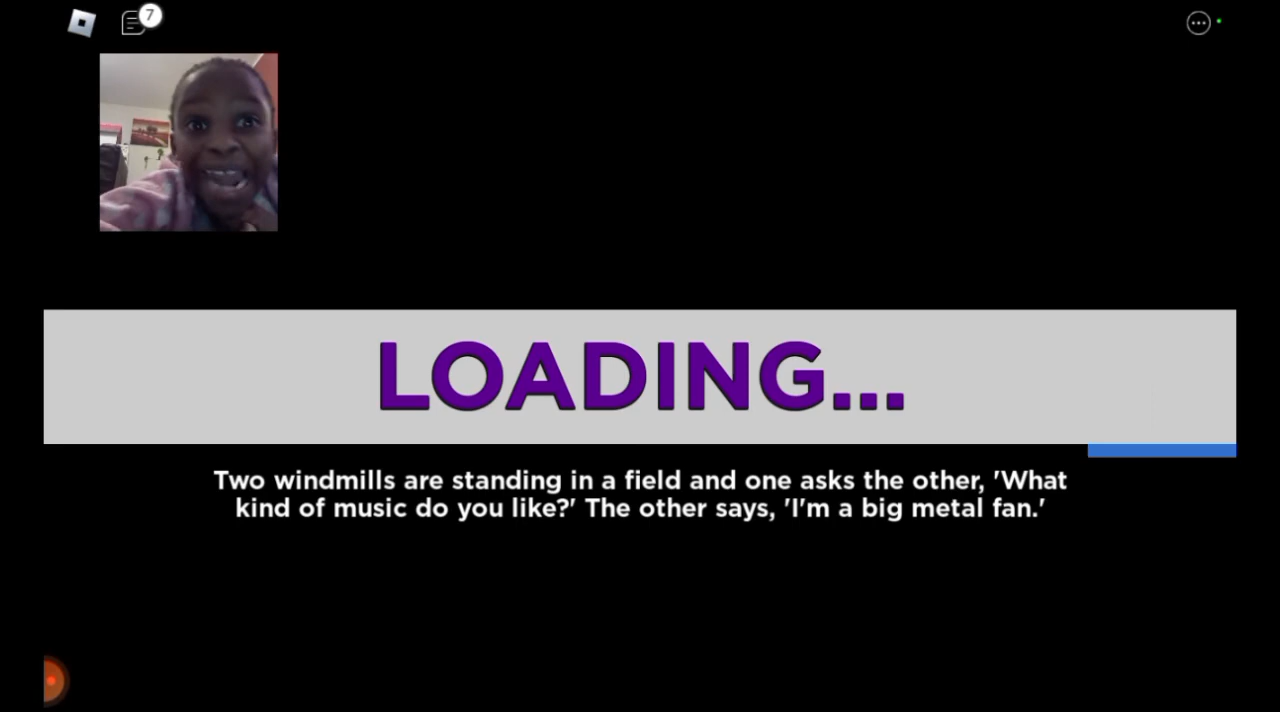 7
LOADING...
Two windmills are standing in a field and one asks the other, 'What
kind of music do you like?' The other says, 'I'm a big metal fan.'